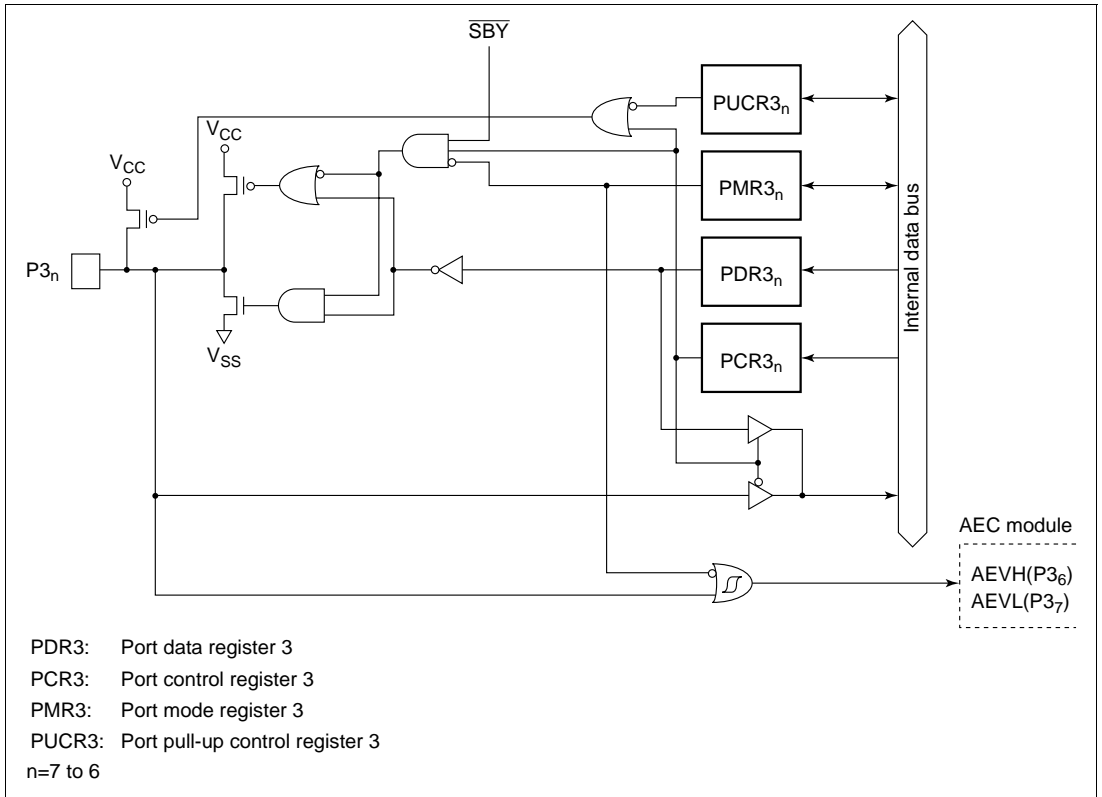 SBY
PUCR3n
VCC
VCC
PMR3n
P3n
PDR3n
Internal data bus
VSS
PCR3n
AEC module
AEVH(P36)
AEVL(P37)
PDR3: Port data register 3
PCR3: Port control register 3
PMR3: Port mode register 3
PUCR3: Port pull-up control register 3
n=7 to 6